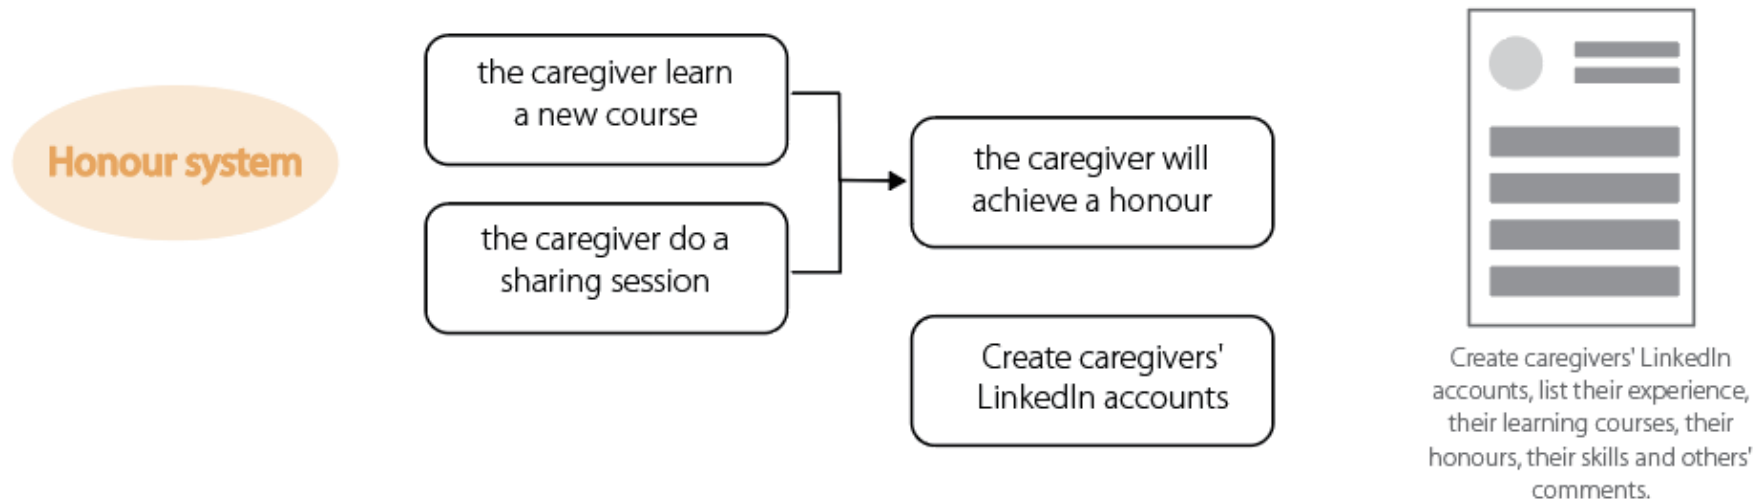 Honour system
the caregiver learn
a new course
the caregiver do a
sharing session
the caregiver will
achieve a honour
Create caregivers'
LinkedIn accounts
Create caregivers' LinkedIn
accounts, list their experience,
their learning courses, their
honours, their skills and others'
comments.